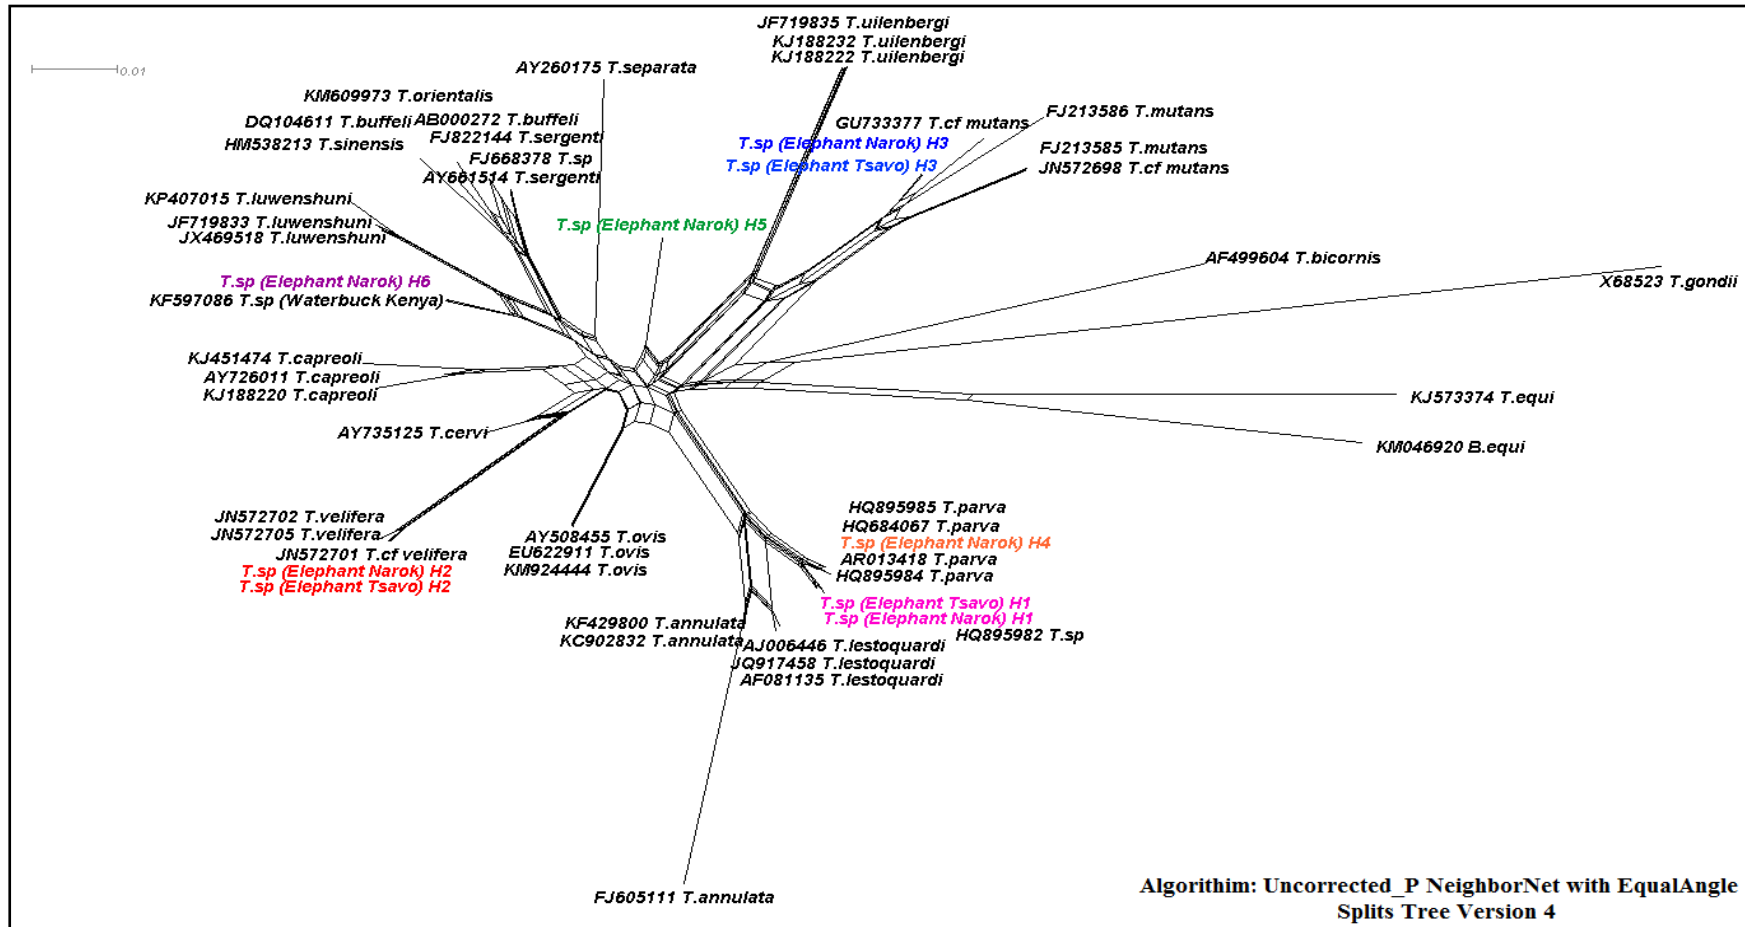 JF719835 T.uilenbergi
KJ188232 T.uilenbergi
KJ188222 T.uilenbergi
0.01
AY260175 T.separata
KM609973 T.orientalis
DQ104611 T.buffeli
AB000272 T.buffeli
HM538213 T.sinensis
FJ822144 T.sergenti
FJ668378 T.sp
AY661514 T.sergenti
GU733377 T.cf mutans
FJ213586 T.mutans
T.sp (Elephant Narok) H3
T.sp (Elephant Tsavo) H3
FJ213585 T.mutans
JN572698 T.cf mutans
KP407015 T.luwenshuni
JF719833 T.luwenshuni
JX469518 T.luwenshuni
T.sp (Elephant Narok) H5
AF499604 T.bicornis
X68523 T.gondii
T.sp (Elephant Narok) H6
KF597086 T.sp (Waterbuck Kenya)
KJ451474 T.capreoli
AY726011 T.capreoli
KJ188220 T.capreoli
KJ573374 T.equi
AY735125 T.cervi
KM046920 B.equi
JN572702 T.velifera
JN572705 T.velifera
JN572701 T.cf velifera
T.sp (Elephant Narok) H2
T.sp (Elephant Tsavo) H2
AY508455 T.ovis
EU622911 T.ovis
KM924444 T.ovis
HQ895985 T.parva
HQ684067 T.parva
T.sp (Elephant Narok) H4
AR013418 T.parva
HQ895984 T.parva
T.sp (Elephant Tsavo) H1
T.sp (Elephant Narok) H1
HQ895982 T.sp
KF429800 T.annulata
KC902832 T.annulata
AJ006446 T.lestoquardi
JQ917458 T.lestoquardi
AF081135 T.lestoquardi
FJ605111 T.annulata
Algorithim: Uncorrected_P NeighborNet with EqualAngle
Splits Tree Version 4